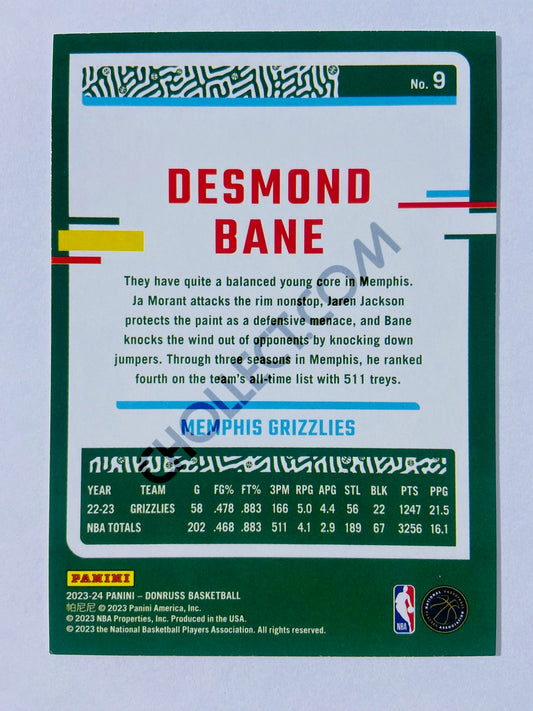 No. 9
DESMOND
BANE
They have quite a balanced young core in Memphis.
Ja Morant attacks the rim nonstop, Jaren Jackson
protects the paint as a defensive menace, and Bane
knocks the wind out of opponents by knocking down
jumpers. Through three seasons in Memphis, he ranked
fourth on the team's all-time list with 511 treys.
CHOLLECT.COM
MEMPHIS GRIZZLIES
YEAR TEAM G FG% FT% 3PM RPG APG STL BLK PTS PPG
22-23 GRIZZLIES 58 .478 .883 166 5.0 4.4 56 22 1247 21.5
NBA TOTALS 202 .468 .883 511 4.1 2.9 189 67 3256 16.1
PANINI
2023-24 PANINI – DONRUSS BASKETBALL
帕尼尼 © 2023 Panini America, Inc.
© 2023 NBA Properties, Inc. Produced in the USA.
© 2023 the National Basketball Players Association. All rights reserved.
NBA